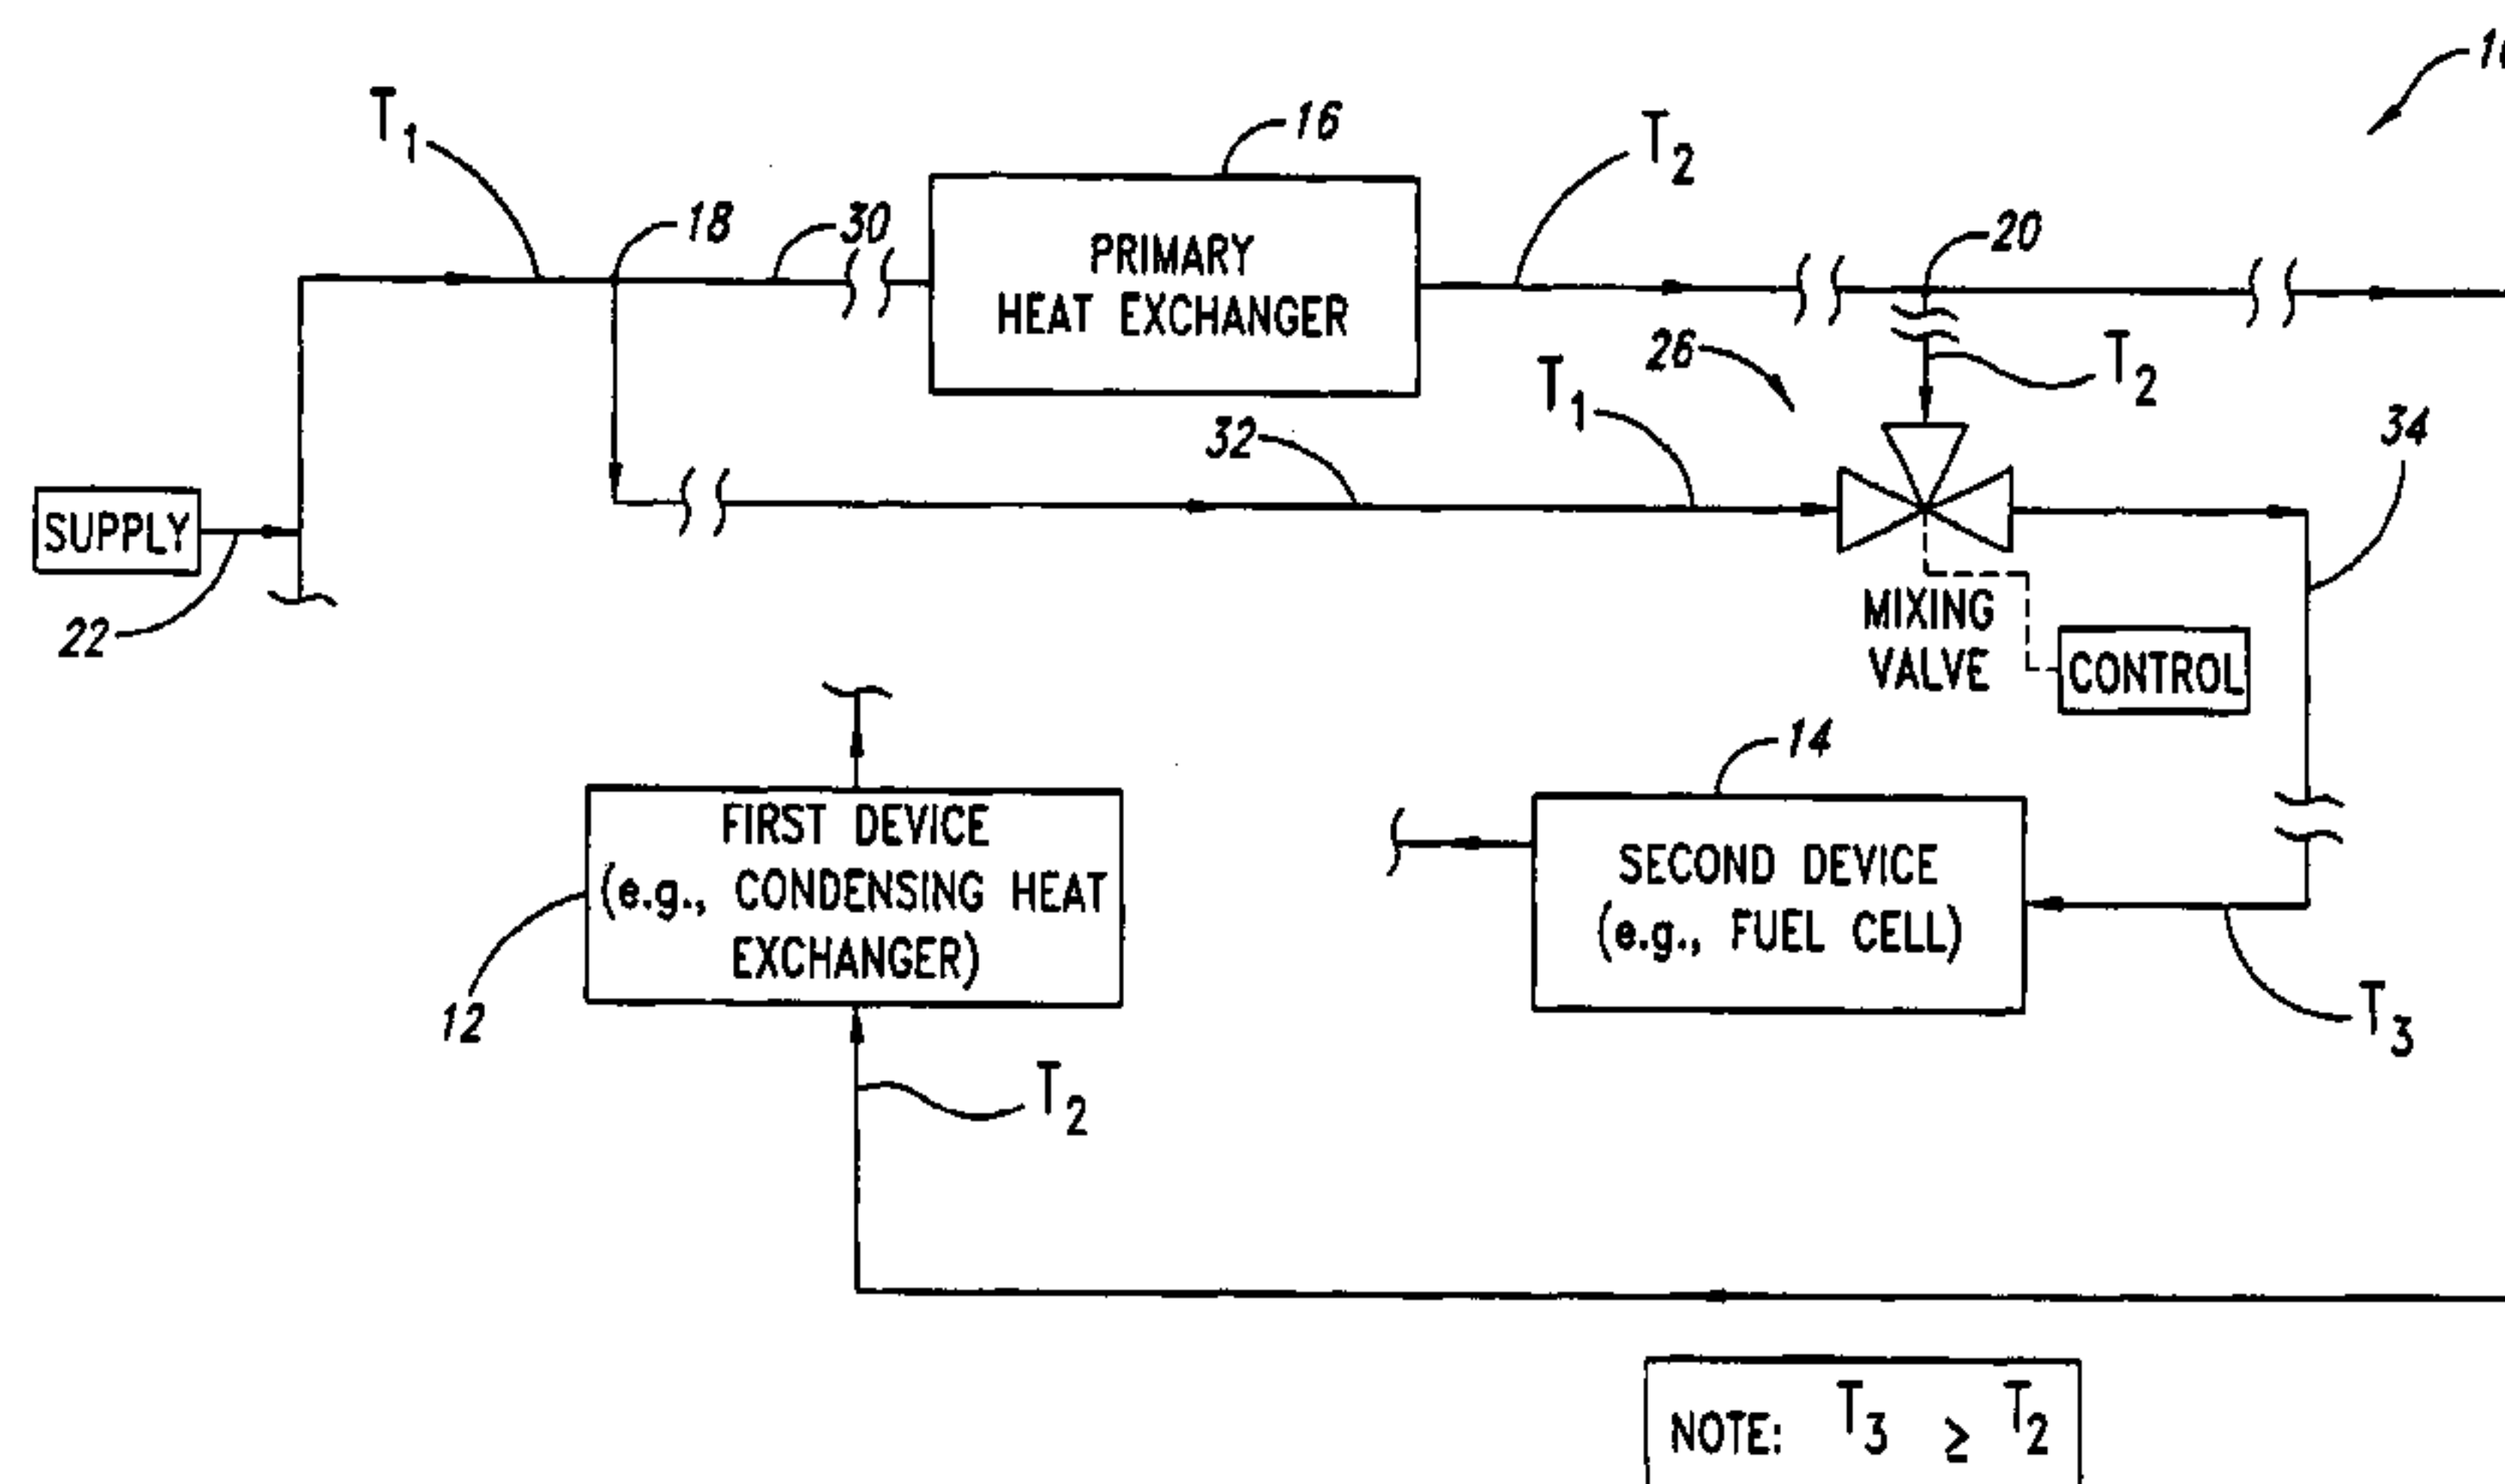 T1
18
30
16
PRIMARY
HEAT EXCHANGER
T2
20
26
T2
T1
32
34
SUPPLY
22
MIXING
VALVE
CONTROL
14
FIRST DEVICE
(e.g., CONDENSING HEAT
EXCHANGER)
12
SECOND DEVICE
(e.g., FUEL CELL)
T3
T2
NOTE: T3 ≥ T2